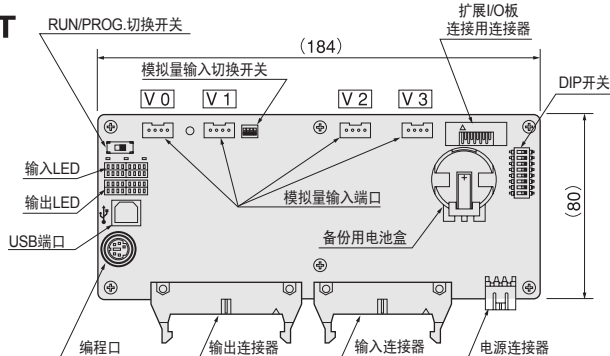 T
RUN/PROG.切换开关
扩展I/O板
连接用连接器
（184）
模拟量输入切换开关
DIP开关
V 0
V 1
V 2
V 3
输入LED
输出LED
模拟量输入端口
（80）
USB端口
备份用电池盒
编程口
输出连接器
输入连接器
电源连接器